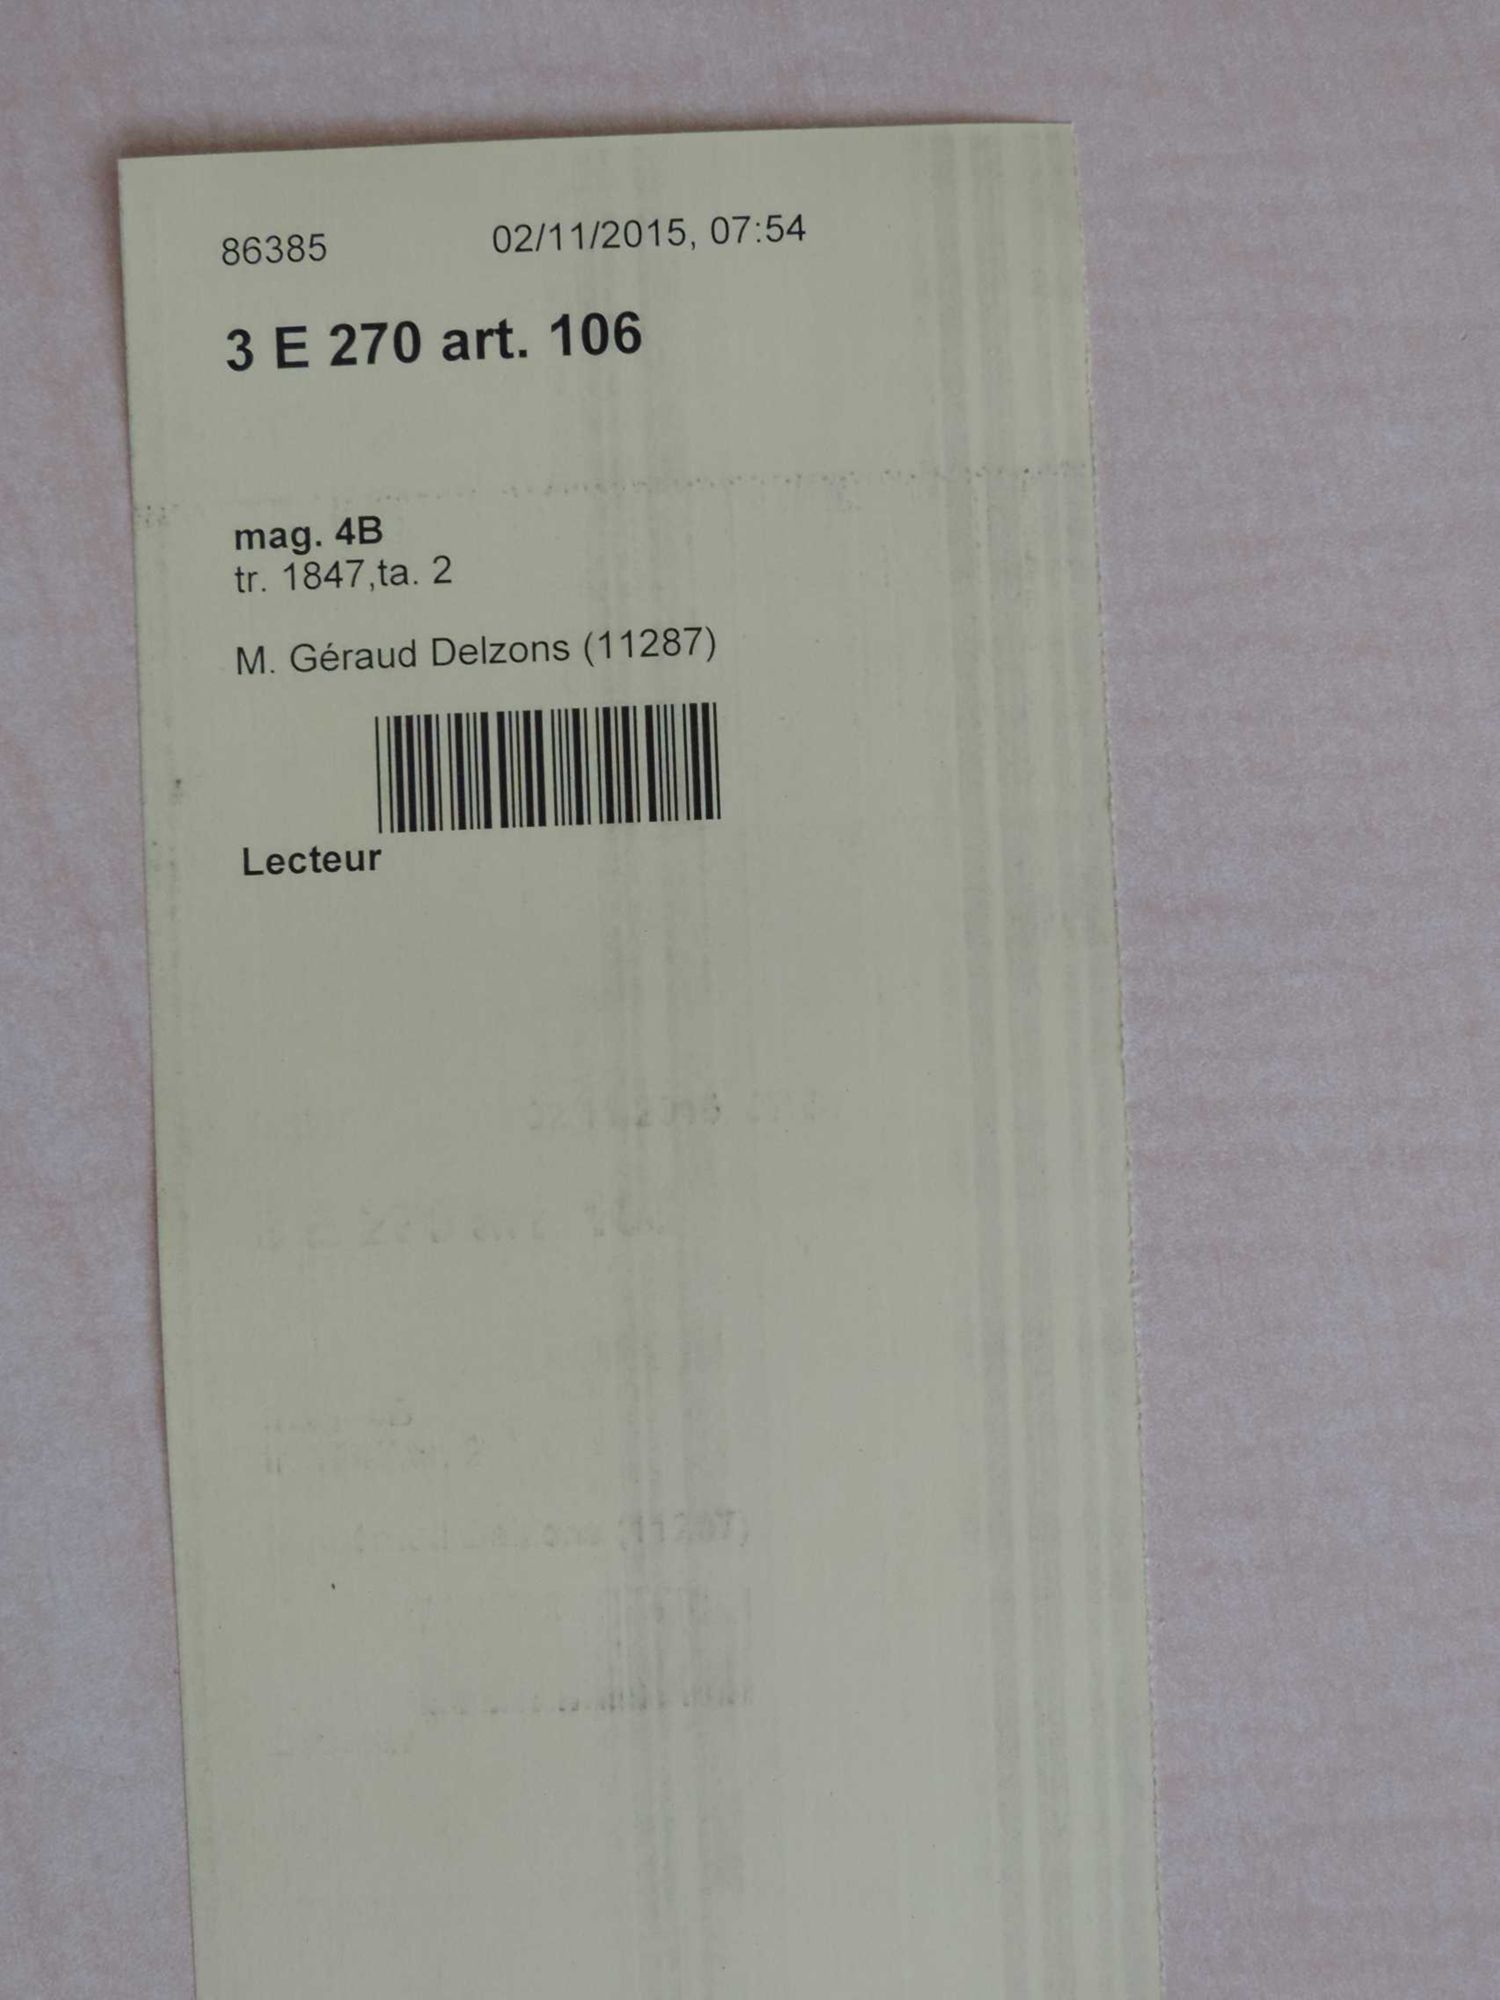 86385 02/11/2015, 07:54
3 E 270 art. 106
mag. 4B
tr. 1847,ta. 2
M. Géraud Delzons (11287)
Lecteur